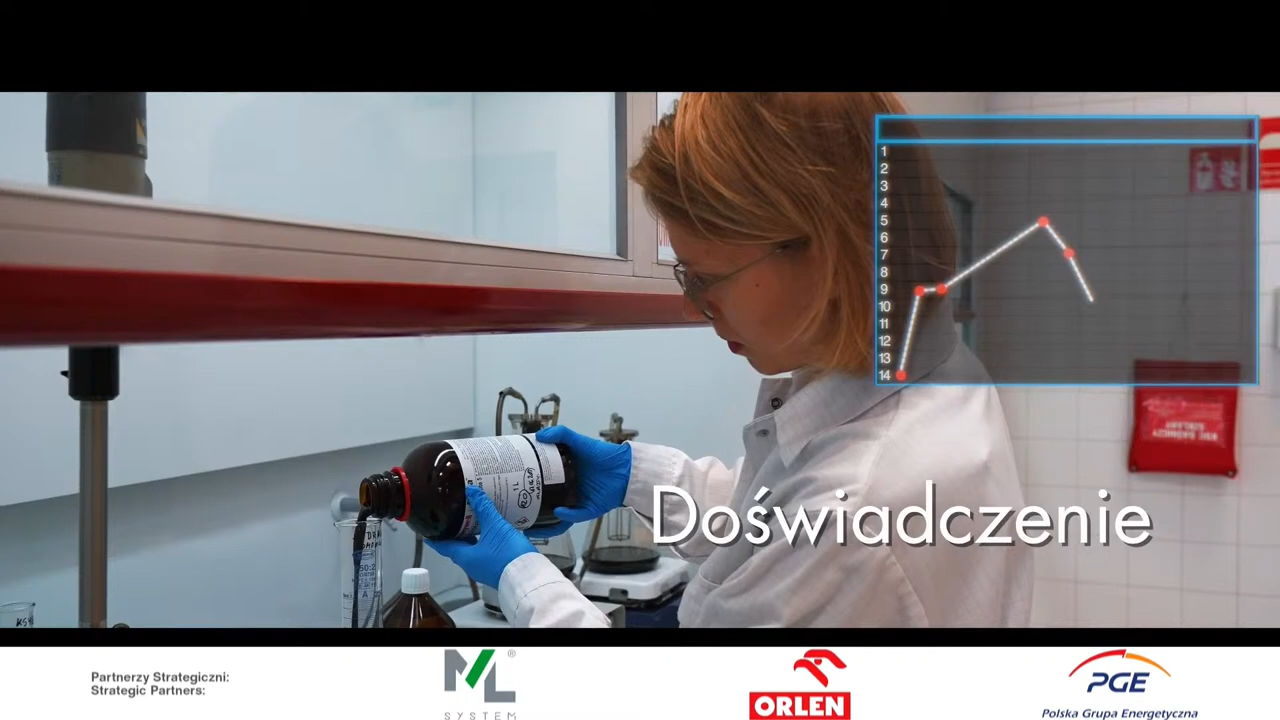 1
2
3
4
5
6
7
8
9
10
11
12
13
14
1L
Doświadczenie
Partnerzy Strategiczni:
Strategic Partners:
ML
SYSTEM
ORLEN
PGE
Polska Grupa Energetyczna